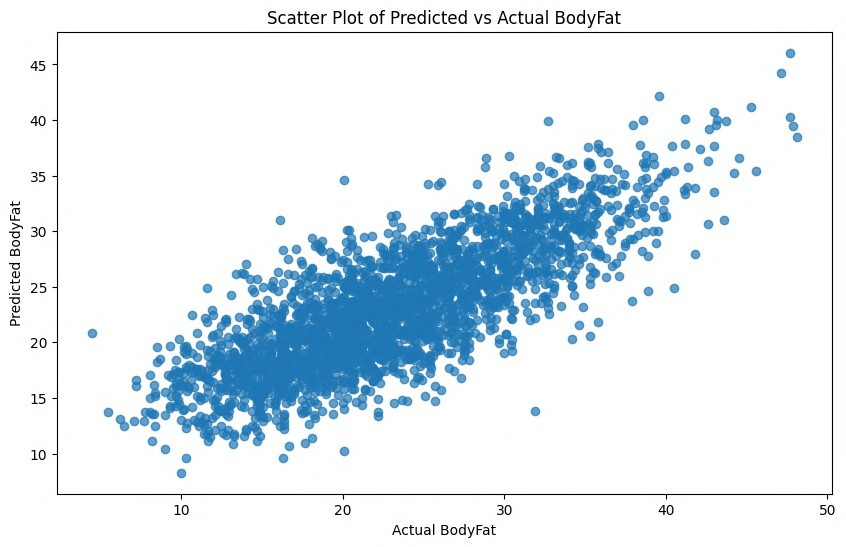 Scatter Plot of Predicted vs Actual BodyFat
45
40
35
30
25
20
15
10
Predicted BodyFat
10 20 30 40 50
Actual BodyFat